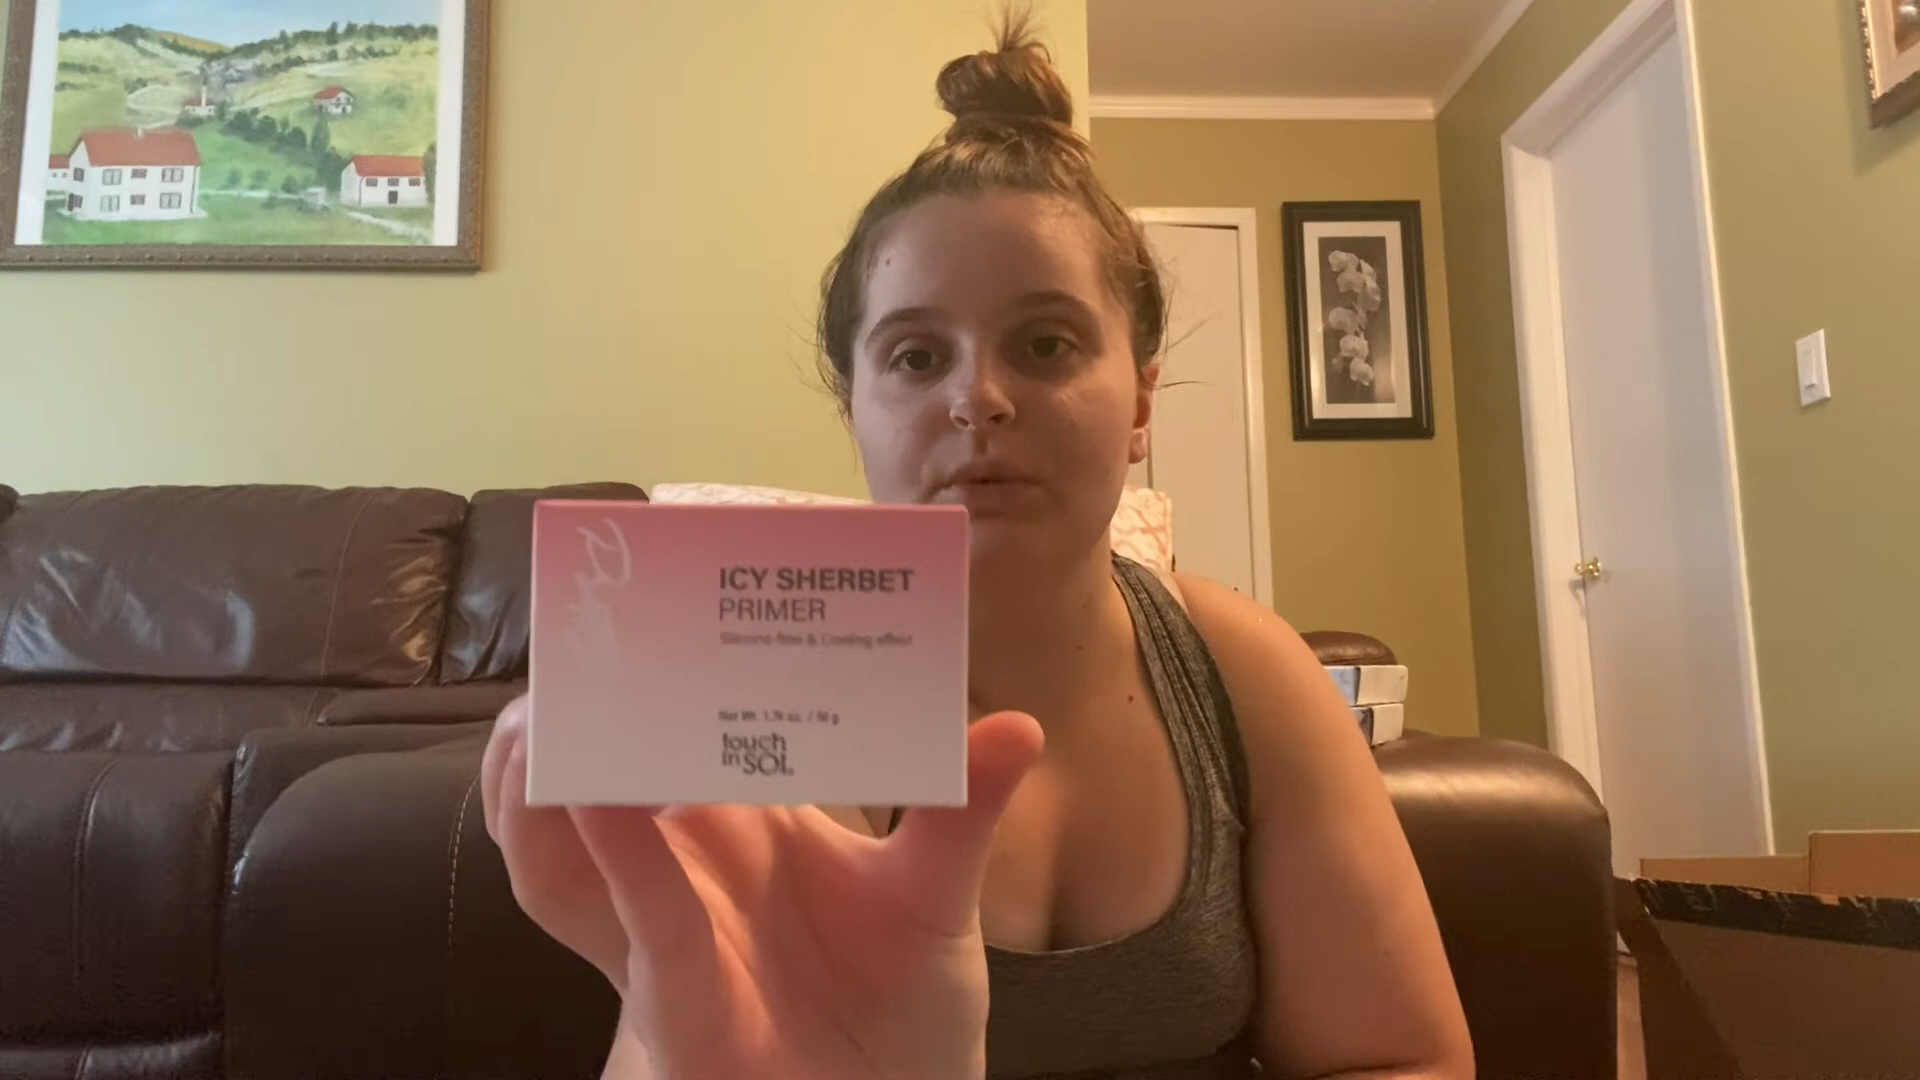 ICY SHERBET
PRIMER
Silicone-free & Cooling effect
Net Wt. 1.76 oz. / 50 g
touch
in SOL